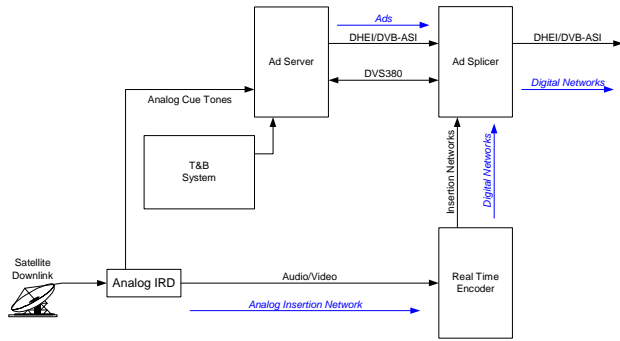 Ads
DHEI/DVB-ASI
DHEI/DVB-ASI
Ad Server
Ad Splicer
DVS380
Digital Networks
Analog Cue Tones
T&B
System
Insertion Networks
Digital Networks
Satellite
Downlink
Analog IRD
Audio/Video
Real Time
Encoder
Analog Insertion Network